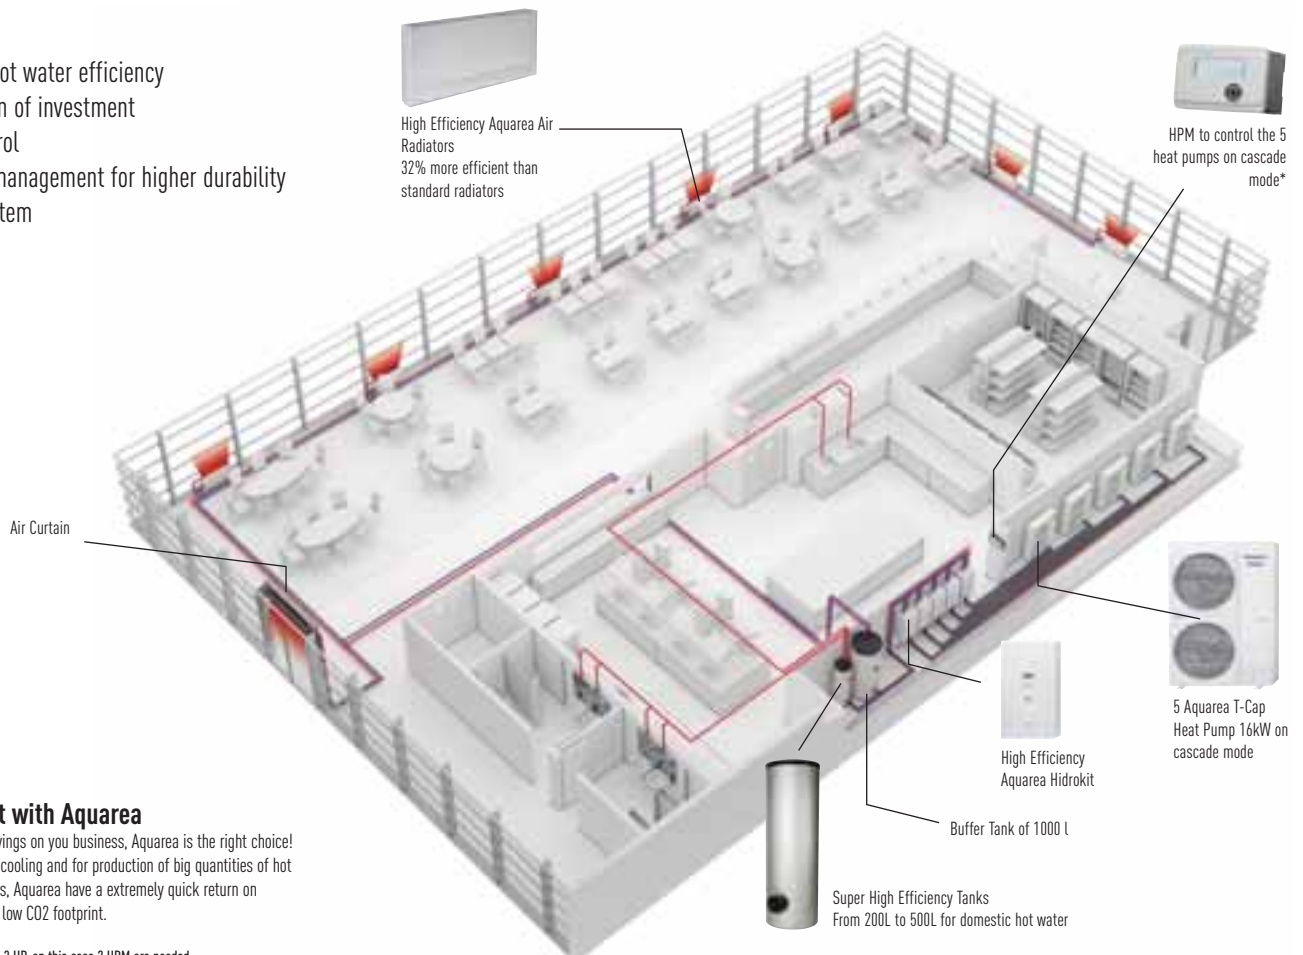 ot water efficiency
n of investment
rol
management for higher durability
stem
High Efficiency Aquarea Air
Radiators
32% more efficient than
standard radiators
HPM to control the 5
heat pumps on cascade
mode*
Air Curtain
5 Aquarea T-Cap
Heat Pump 16kW on
cascade mode
High Efficiency
Aquarea Hidrokit
Buffer Tank of 1000 l
Super High Efficiency Tanks
From 200L to 500L for domestic hot water
t with Aquarea
vings on you business, Aquarea is the right choice!
cooling and for production of big quantities of hot
s, Aquarea have a extremely quick return on
low CO2 footprint.